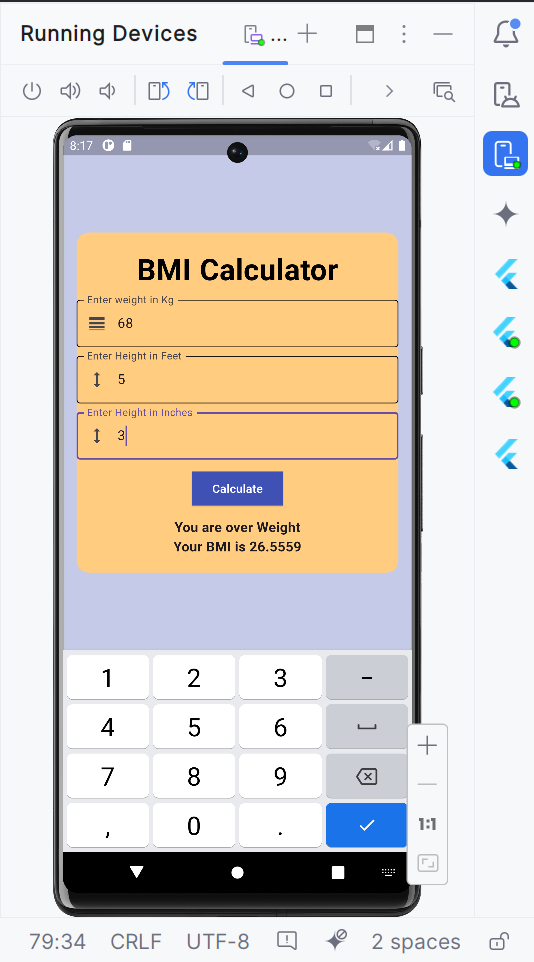 Running Devices
...
8:17
BMI Calculator
Enter weight in Kg
68
Enter Height in Feet
5
Enter Height in Inches
3
Calculate
You are over Weight
Your BMI is 26.5559
1 2 3 -
4 5 6
7 8 9
, 0 .
1:1
79:34 CRLF UTF-8 2 spaces